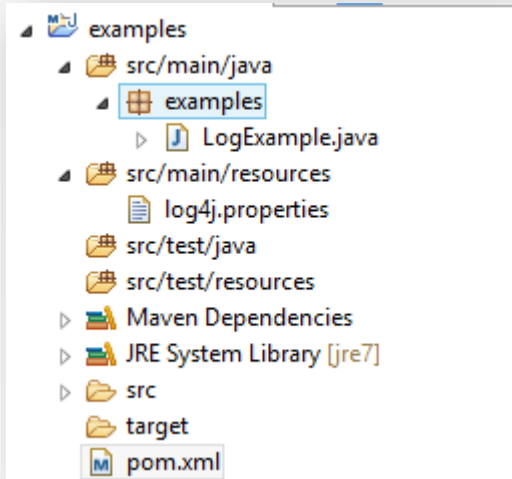 examples
src/main/java
examples
LogExample.java
src/main/resources
log4j.properties
src/test/java
src/test/resources
Maven Dependencies
JRE System Library [jre7]
src
target
pom.xml